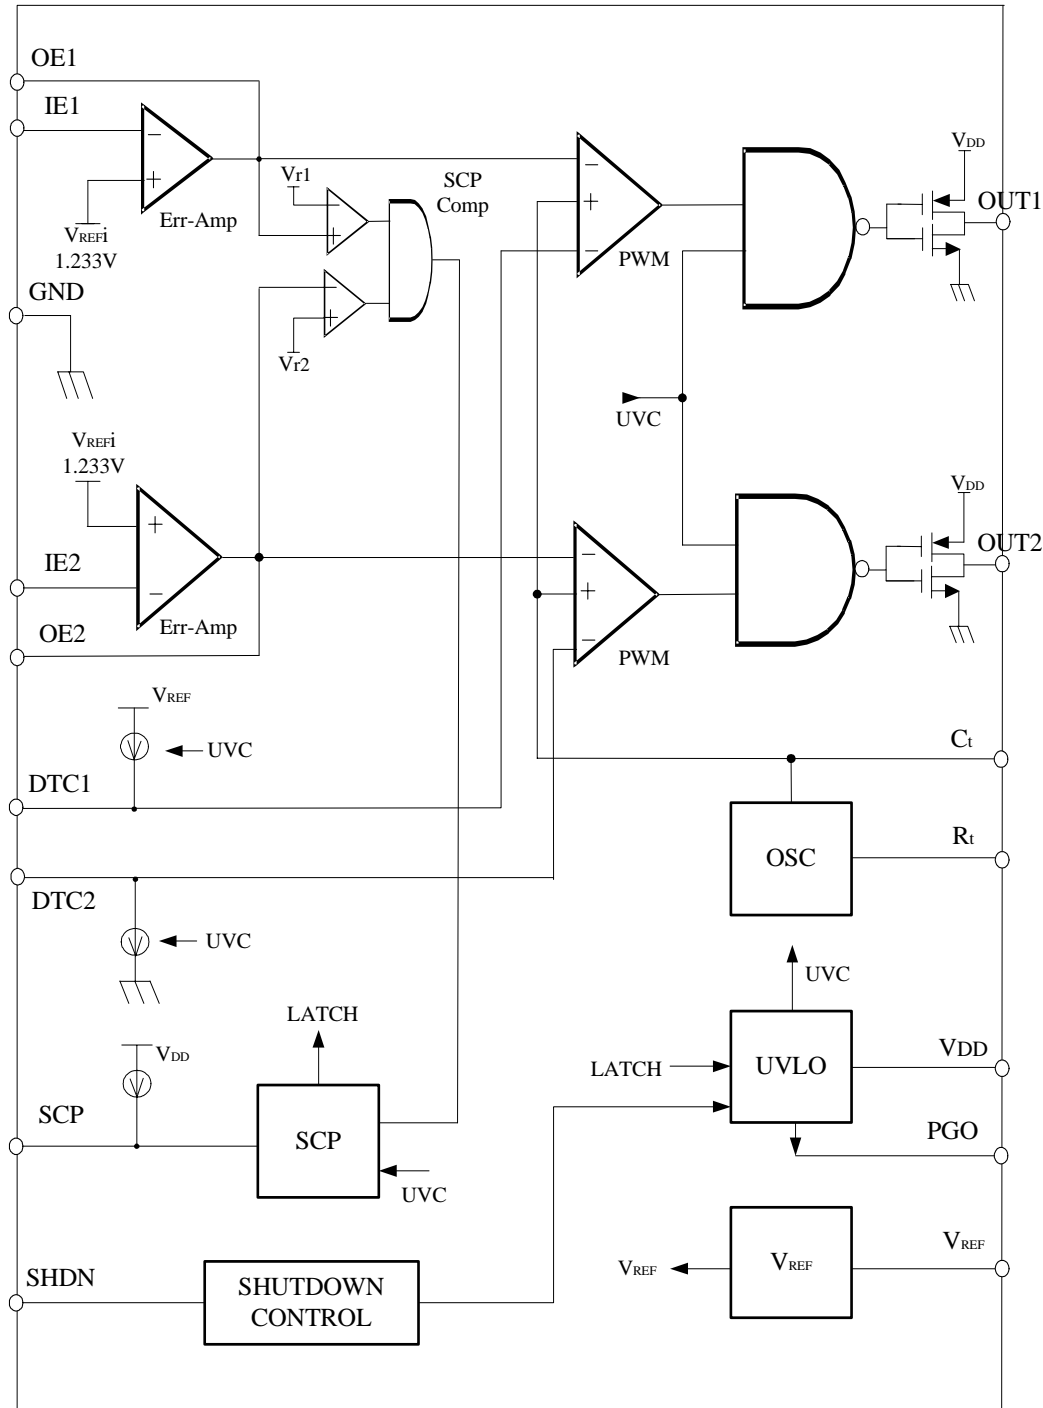 OE1
IE1
−
+
VREFi
1.233V
Err-Amp
Vr1
−
+
SCP
Comp
−
+
Vr2
−
+
−
PWM
VDD
OUT1
GND
UVC
VREFi
1.233V
+
−
IE2
Err-Amp
OE2
−
+
−
PWM
VDD
OUT2
VREF
UVC
DTC1
Ct
OSC
Rt
DTC2
UVC
UVC
LATCH
VDD
SCP
SCP
UVC
LATCH
UVLO
VDD
PGO
SHDN
SHUTDOWN
CONTROL
VREF
VREF
VREF